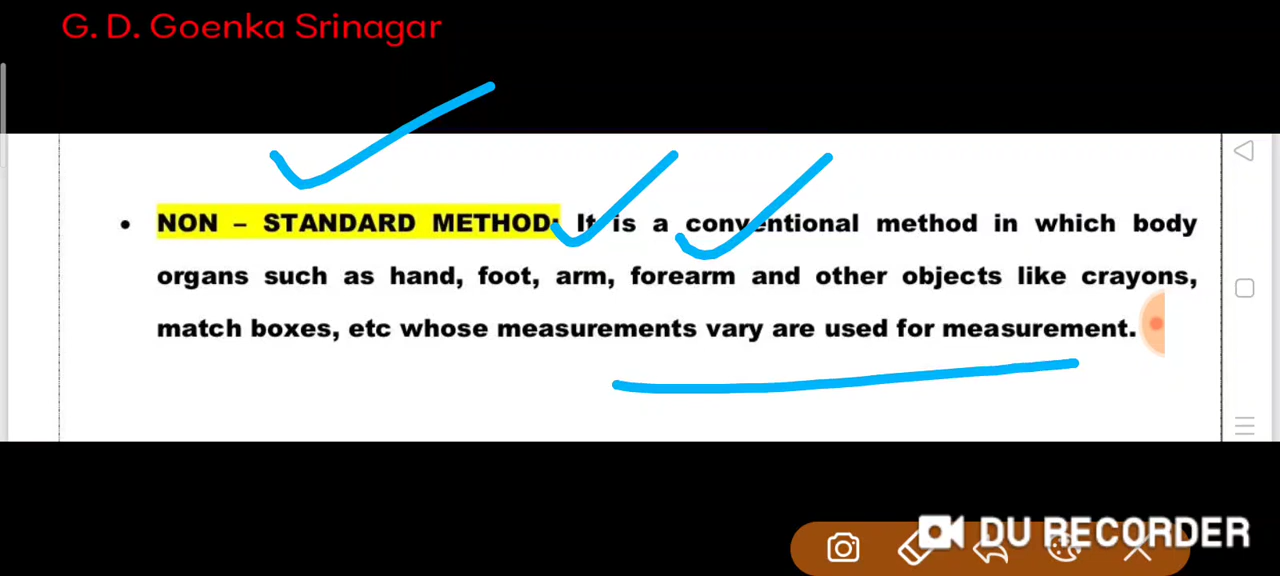 G. D. Goenka Srinagar
• NON – STANDARD METHOD: It is a conventional method in which body
organs such as hand, foot, arm, forearm and other objects like crayons,
match boxes, etc whose measurements vary are used for measurement.
DU RECORDER